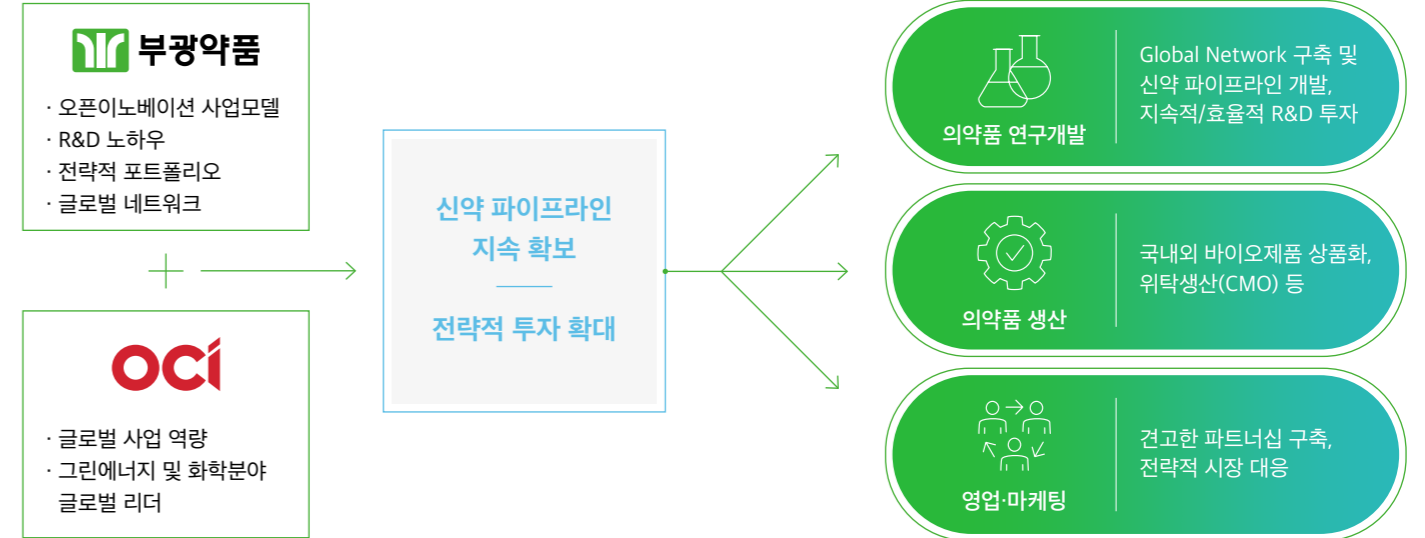 부광약품
· 오픈이노베이션 사업모델
· R&D 노하우
· 전략적 포트폴리오
· 글로벌 네트워크
OCI
· 글로벌 사업 역량
· 그린에너지 및 화학분야
글로벌 리더
신약 파이프라인
지속 확보
전략적 투자 확대
의약품 연구개발
Global Network 구축 및
신약 파이프라인 개발,
지속적/효율적 R&D 투자
의약품 생산
국내외 바이오제품 상품화,
위탁생산(CMO) 등
영업·마케팅
견고한 파트너십 구축,
전략적 시장 대응